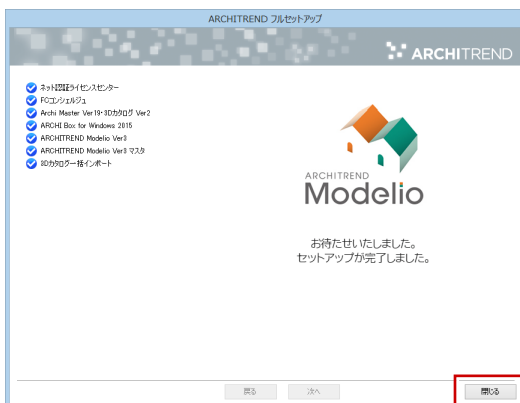 ARCHITREND フルセットアップ
ARCHITREND
ネット認証ライセンスセンター
FCコンシェルジュ
Archi Master Ver19・3Dカタログ Ver2
ARCHI Box for Windows 2015
ARCHITREND Modelio Ver3
ARCHITREND Modelio Ver3 マスタ
3Dカタログ一括インポート
ARCHITREND
Modelio
お待たせいたしました。
セットアップが完了しました。
戻る 次へ 閉じる